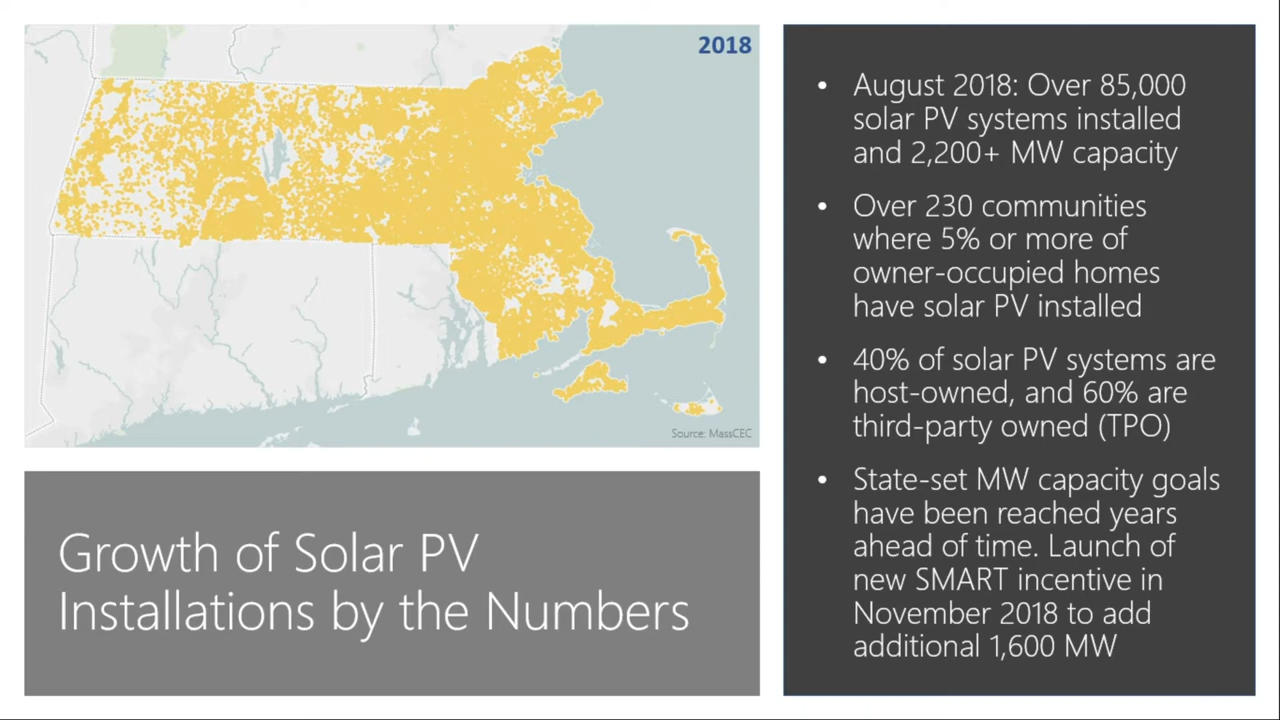 2018
Source: MassCEC
Growth of Solar PV
Installations by the Numbers
• August 2018: Over 85,000
solar PV systems installed
and 2,200+ MW capacity
• Over 230 communities
where 5% or more of
owner-occupied homes
have solar PV installed
• 40% of solar PV systems are
host-owned, and 60% are
third-party owned (TPO)
• State-set MW capacity goals
have been reached years
ahead of time. Launch of
new SMART incentive in
November 2018 to add
additional 1,600 MW